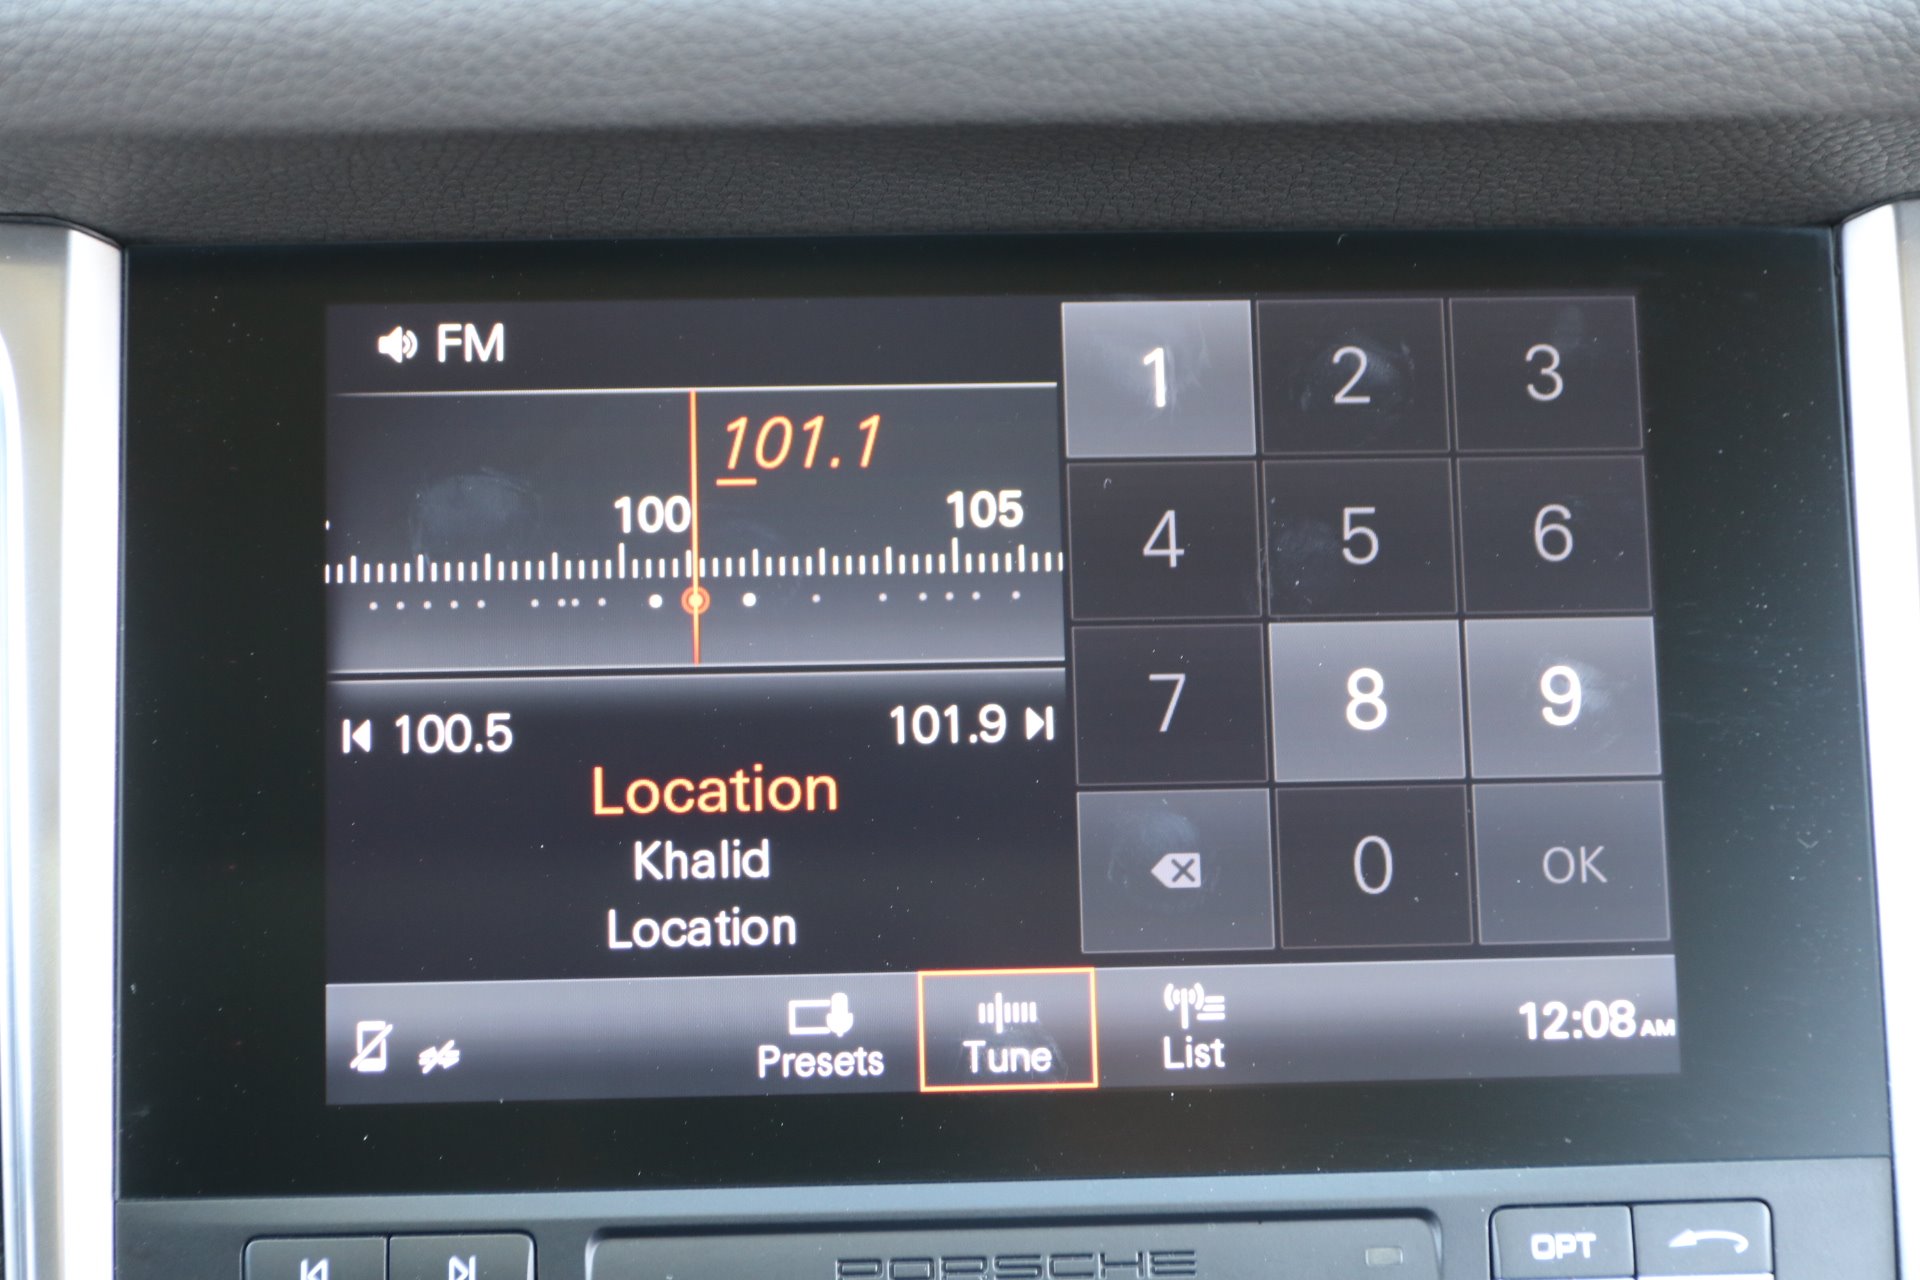 FM
101.1
100 105
100.5 101.9
Location
Khalid
Location
1 2 3
4 5 6
7 8 9
0 OK
Presets Tune List 12:08 AM
PORSCHE
OPT